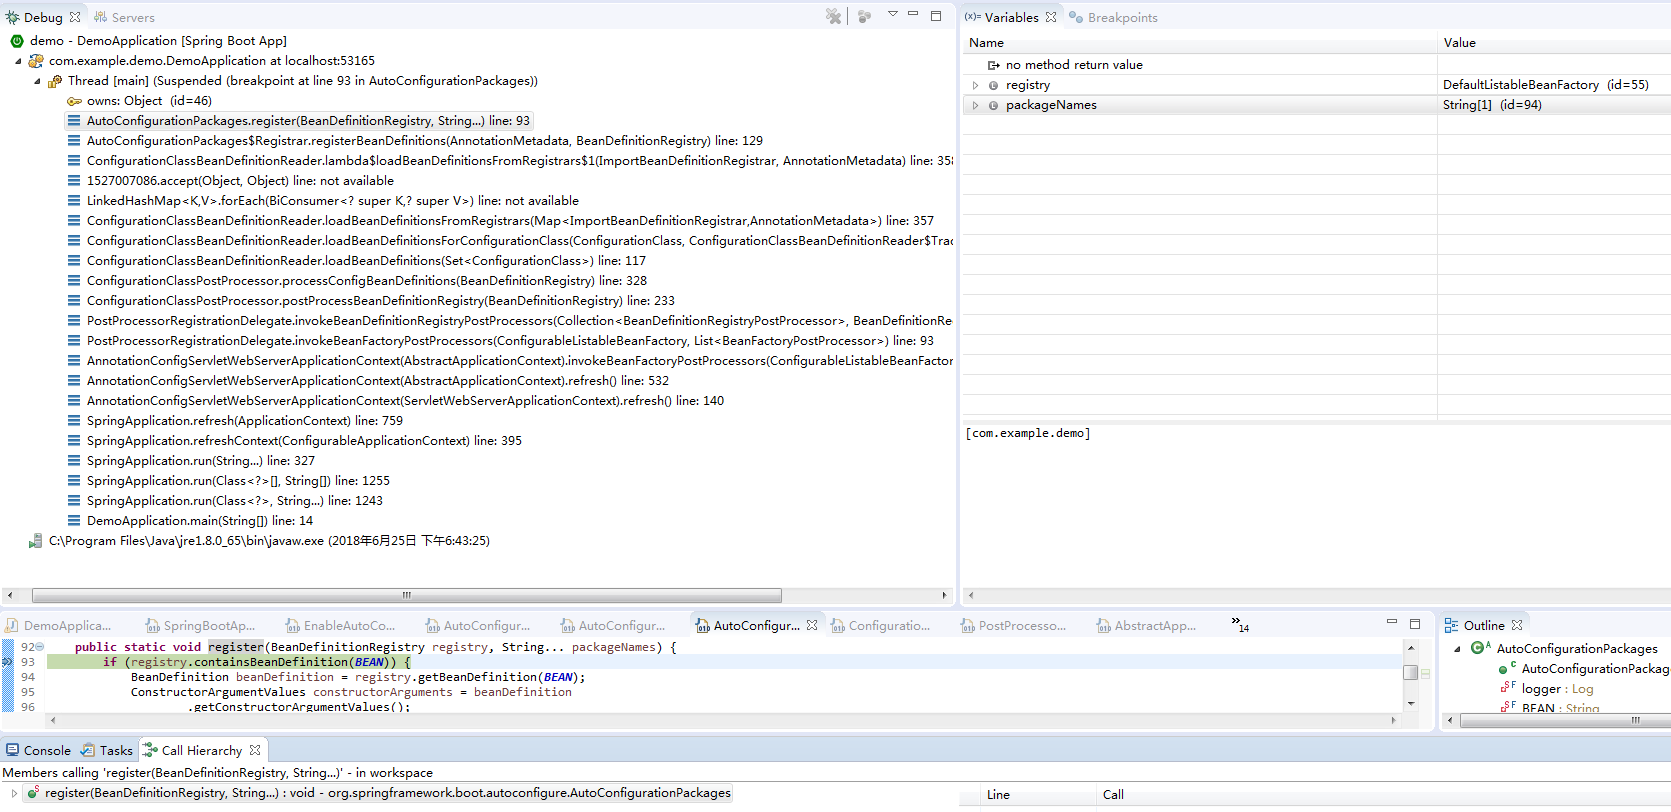 Debug Servers
demo - DemoApplication [Spring Boot App]
com.example.demo.DemoApplication at localhost:53165
Thread [main] (Suspended (breakpoint at line 93 in AutoConfigurationPackages))
owns: Object (id=46)
AutoConfigurationPackages.register(BeanDefinitionRegistry, String...) line: 93
AutoConfigurationPackages$Registrar.registerBeanDefinitions(AnnotationMetadata, BeanDefinitionRegistry) line: 129
ConfigurationClassBeanDefinitionReader.lambda$loadBeanDefinitionsFromRegistrars$1(ImportBeanDefinitionRegistrar, AnnotationMetadata) line: 358
1527007086.accept(Object, Object) line: not available
LinkedHashMap<K,V>.forEach(BiConsumer<? super K,? super V>) line: not available
ConfigurationClassBeanDefinitionReader.loadBeanDefinitionsFromRegistrars(Map<ImportBeanDefinitionRegistrar,AnnotationMetadata>) line: 357
ConfigurationClassBeanDefinitionReader.loadBeanDefinitionsForConfigurationClass(ConfigurationClass, ConfigurationClassBeanDefinitionReader$Trac
ConfigurationClassBeanDefinitionReader.loadBeanDefinitions(Set<ConfigurationClass>) line: 117
ConfigurationClassPostProcessor.processConfigBeanDefinitions(BeanDefinitionRegistry) line: 328
ConfigurationClassPostProcessor.postProcessBeanDefinitionRegistry(BeanDefinitionRegistry) line: 233
PostProcessorRegistrationDelegate.invokeBeanDefinitionRegistryPostProcessors(Collection<BeanDefinitionRegistryPostProcessor>, BeanDefinitionRe
PostProcessorRegistrationDelegate.invokeBeanFactoryPostProcessors(ConfigurableListableBeanFactory, List<BeanFactoryPostProcessor>) line: 93
AnnotationConfigServletWebServerApplicationContext(AbstractApplicationContext).invokeBeanFactoryPostProcessors(ConfigurableListableBeanFactor
AnnotationConfigServletWebServerApplicationContext(AbstractApplicationContext).refresh() line: 532
AnnotationConfigServletWebServerApplicationContext(ServletWebServerApplicationContext).refresh() line: 140
SpringApplication.refresh(ApplicationContext) line: 759
SpringApplication.refreshContext(ConfigurableApplicationContext) line: 395
SpringApplication.run(String...) line: 327
SpringApplication.run(Class<?>[], String[]) line: 1255
SpringApplication.run(Class<?>, String...) line: 1243
DemoApplication.main(String[]) line: 14
C:\Program Files\Java\jre1.8.0_65\bin\javaw.exe (2018年6月25日 下午6:43:25)
(x)= Variables Breakpoints
Name Value
no method return value
registry DefaultListableBeanFactory (id=55)
packageNames String[1] (id=94)
[com.example.demo]
DemoApplica... SpringBootAp... EnableAutoCo... AutoConfigur... AutoConfigur... AutoConfigur... Configuratio... PostProcesso... AbstractApp... »14
92 public static void register(BeanDefinitionRegistry registry, String... packageNames) {
93 if (registry.containsBeanDefinition(BEAN)) {
94 BeanDefinition beanDefinition = registry.getBeanDefinition(BEAN);
95 ConstructorArgumentValues constructorArguments = beanDefinition
96 .getConstructorArgumentValues();
Outline
AutoConfigurationPackages
AutoConfigurationPackag
logger : Log
BEAN : String
Console Tasks Call Hierarchy
Members calling 'register(BeanDefinitionRegistry, String...)' - in workspace
register(BeanDefinitionRegistry, String...) : void - org.springframework.boot.autoconfigure.AutoConfigurationPackages
Line Call